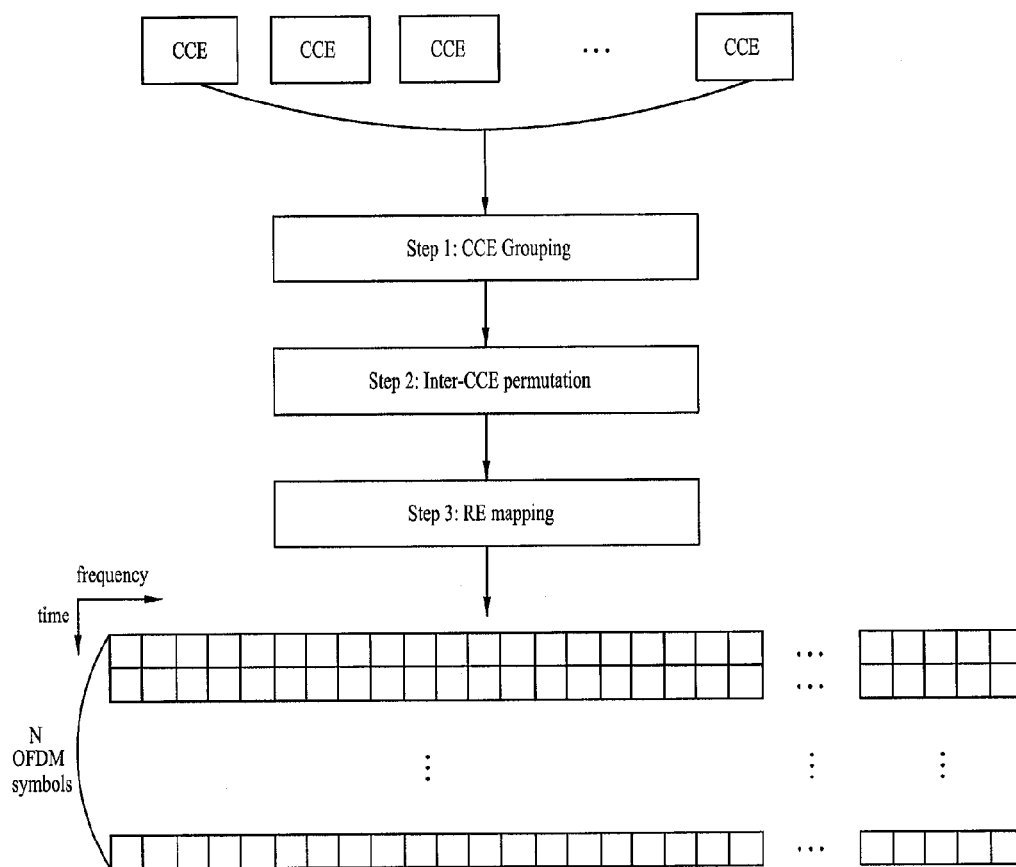 CCE CCE CCE ... CCE
Step 1: CCE Grouping
Step 2: Inter-CCE permutation
Step 3: RE mapping
frequency
time
N
OFDM
symbols